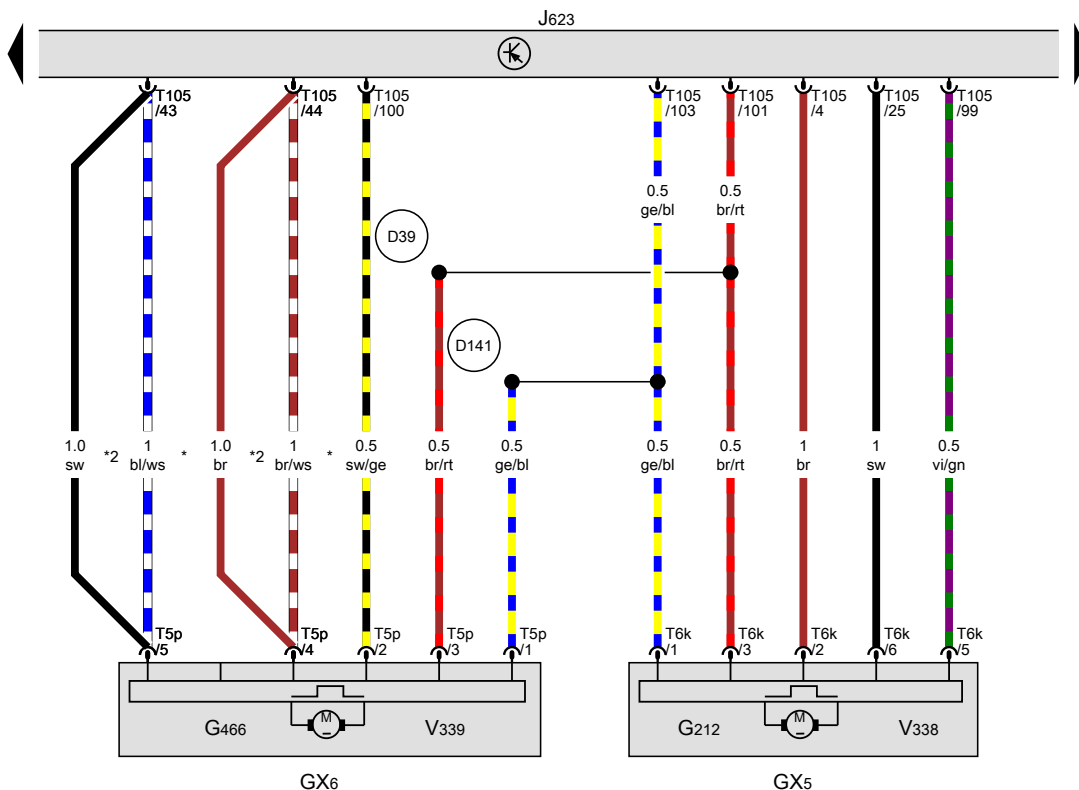 J623
T105 T105 T105 T105 T105 T105 T105 T105
/43 /44 /100 /103 /101 /4 /25 /99
0.5 0.5
ge/bl br/rt
D39
D141
1.0 1 1.0 1 0.5 0.5 0.5 0.5 0.5 1 1 0.5
sw *2 bl/ws * br *2 br/ws * sw/ge br/rt ge/bl ge/bl br/rt br sw vi/gn
T5p T5p T5p T5p T5p T6k T6k T6k T6k T6k
/5 /4 /2 /3 /1 /1 /3 /2 /6 /5
G466 M V339 G212 M V338
GX6 GX5